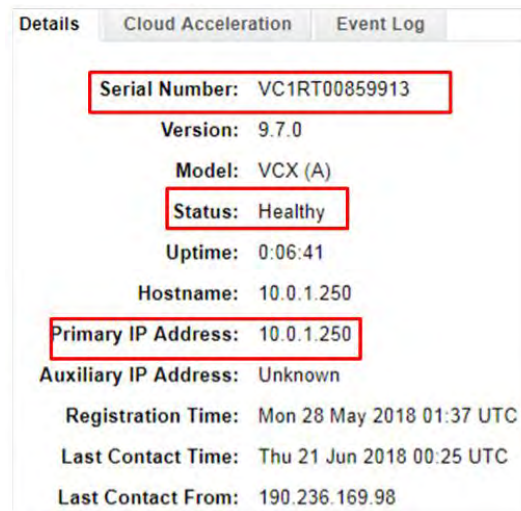 Details Cloud Acceleration Event Log
Serial Number: VC1RT00859913
Version: 9.7.0
Model: VCX (A)
Status: Healthy
Uptime: 0:06:41
Hostname: 10.0.1.250
Primary IP Address: 10.0.1.250
Auxiliary IP Address: Unknown
Registration Time: Mon 28 May 2018 01:37 UTC
Last Contact Time: Thu 21 Jun 2018 00:25 UTC
Last Contact From: 190.236.169.98